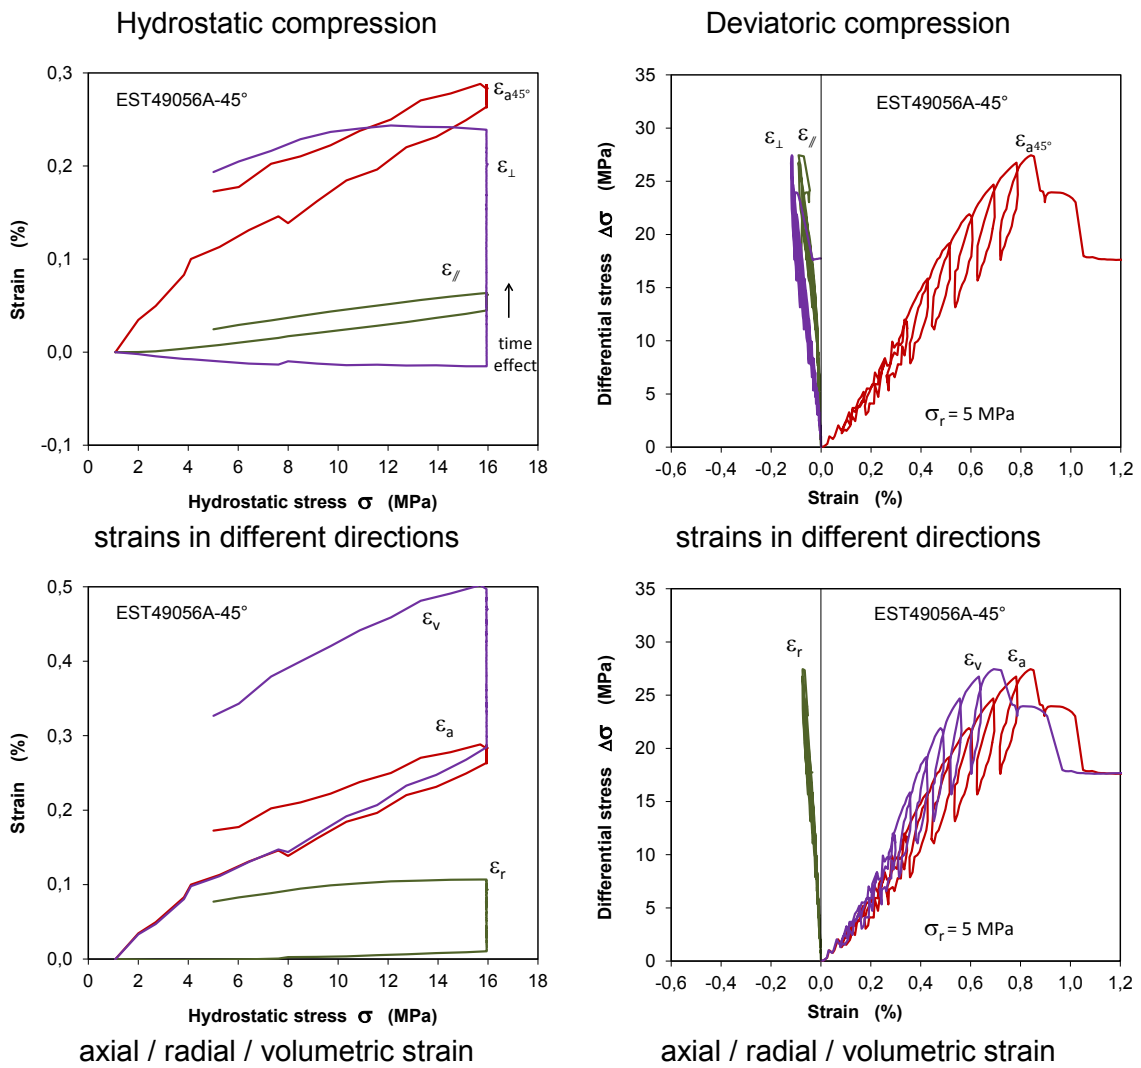 Hydrostatic compression
EST49056A-45°
0,3
0,2
0,1
0,0
-0,1
Strain (%)
εa45°
ε⊥
ε//
time
effect
0 2 4 6 8 10 12 14 16 18
Hydrostatic stress σ (MPa)
strains in different directions
Deviatoric compression
EST49056A-45°
35
30
25
20
15
10
5
0
Differential stress Δσ (MPa)
ε⊥ ε// εa45°
σr = 5 MPa
-0,6 -0,4 -0,2 0,0 0,2 0,4 0,6 0,8 1,0 1,2
Strain (%)
strains in different directions
EST49056A-45°
0,5
0,4
0,3
0,2
0,1
0,0
Strain (%)
εv
εa
εr
0 2 4 6 8 10 12 14 16 18
Hydrostatic stress σ (MPa)
axial / radial / volumetric strain
EST49056A-45°
35
30
25
20
15
10
5
0
Differential stress Δσ (MPa)
εr εv εa
σr = 5 MPa
-0,6 -0,4 -0,2 0,0 0,2 0,4 0,6 0,8 1,0 1,2
Strain (%)
axial / radial / volumetric strain